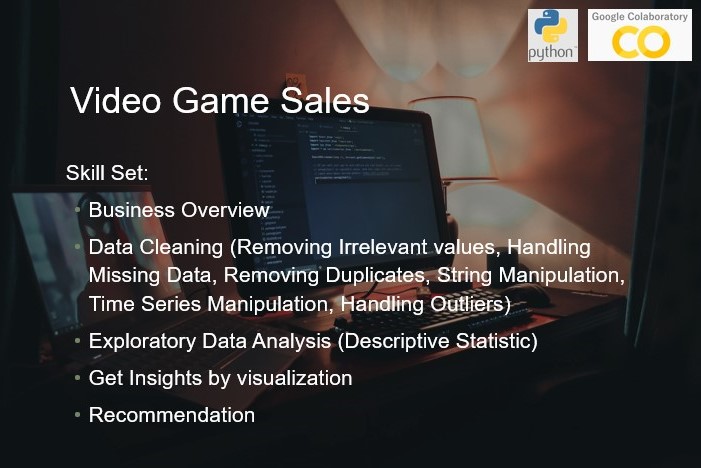 python
Google Colaboratory
CO
Video Game Sales
Skill Set:
• Business Overview
• Data Cleaning (Removing Irrelevant values, Handling
Missing Data, Removing Duplicates, String Manipulation,
Time Series Manipulation, Handling Outliers)
• Exploratory Data Analysis (Descriptive Statistic)
• Get Insights by visualization
• Recommendation